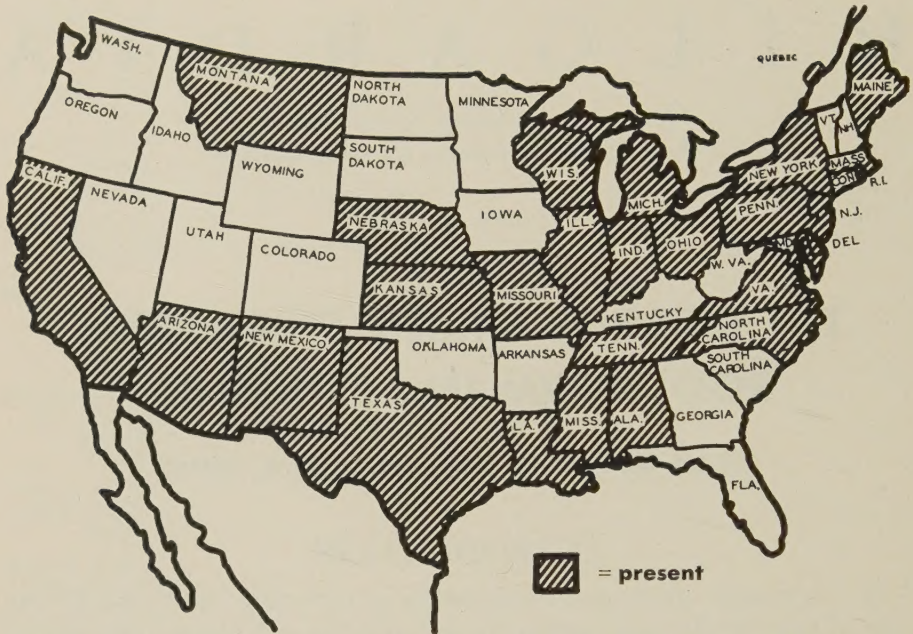 WASH.
MONTANA
NORTH
DAKOTA
MINNESOTA
QUEBEC
MAINE
OREGON
IDAHO
SOUTH
DAKOTA
WYOMING
WIS.
MICH.
VT.
NH
NEW YORK
MASS
CON
R.I.
CALIF.
NEVADA
UTAH
COLORADO
NEBRASKA
IOWA
ILL.
IND.
OHIO
PENN.
N.J.
MD.
DEL
W. VA.
VA.
KANSAS
MISSOURI
KENTUCKY
ARIZONA
NEW MEXICO
OKLAHOMA
ARKANSAS
TENN.
NORTH
CAROLINA
SOUTH
CAROLINA
TEXAS
LA.
MISS.
ALA.
GEORGIA
FLA.
= present